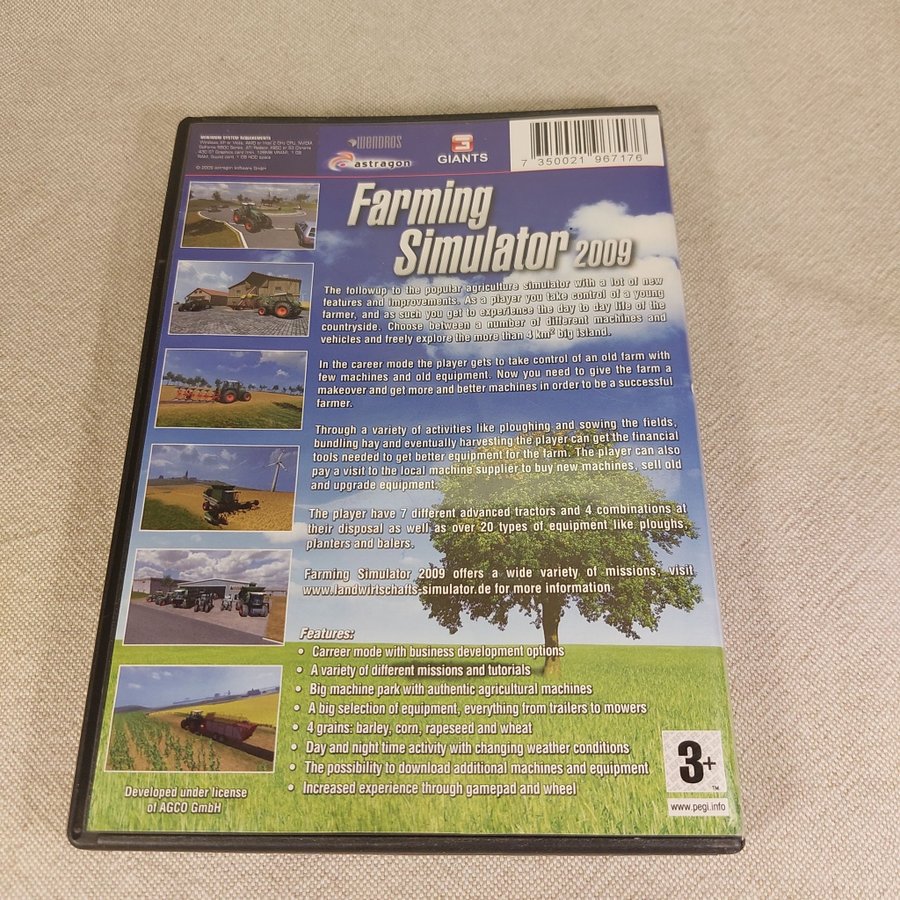 MINIMUM SYSTEM REQUIREMENTS
© 2009 astragon Software GmbH
WENDROS
astragon
GIANTS
7 350021 967176
Farming
Simulator 2009
The followup to the popular agriculture simulator with a lot of new
features and improvements. As a player you take control of a young
farmer, and as such you get to experience the day to day life of the
countryside. Choose between a number of different machines and
vehicles and freely explore the more than 4 km² big island.
In the career mode the player gets to take control of an old farm with
few machines and old equipment. Now you need to give the farm a
makeover and get more and better machines in order to be a successful
farmer.
Through a variety of activities like ploughing and sowing the fields,
bundling hay and eventually harvesting the player can get the financial
tools needed to get better equipment for the farm. The player can also
pay a visit to the local machine supplier to buy new machines, sell old
and upgrade equipment.
The player have 7 different advanced tractors and 4 combinations at
their disposal as well as over 20 types of equipment like ploughs,
planters and balers.
Farming Simulator 2009 offers a wide variety of missions, visit
www.landwirtschafts-simulator.de for more information
Features:
• Carreer mode with business development options
• A variety of different missions and tutorials
• Big machine park with authentic agricultural machines
• A big selection of equipment, everything from trailers to mowers
• 4 grains: barley, corn, rapeseed and wheat
• Day and night time activity with changing weather conditions
• The possibility to download additional machines and equipment
• Increased experience through gamepad and wheel
Developed under license
of AGCO GmbH
3+
™
www.pegi.info